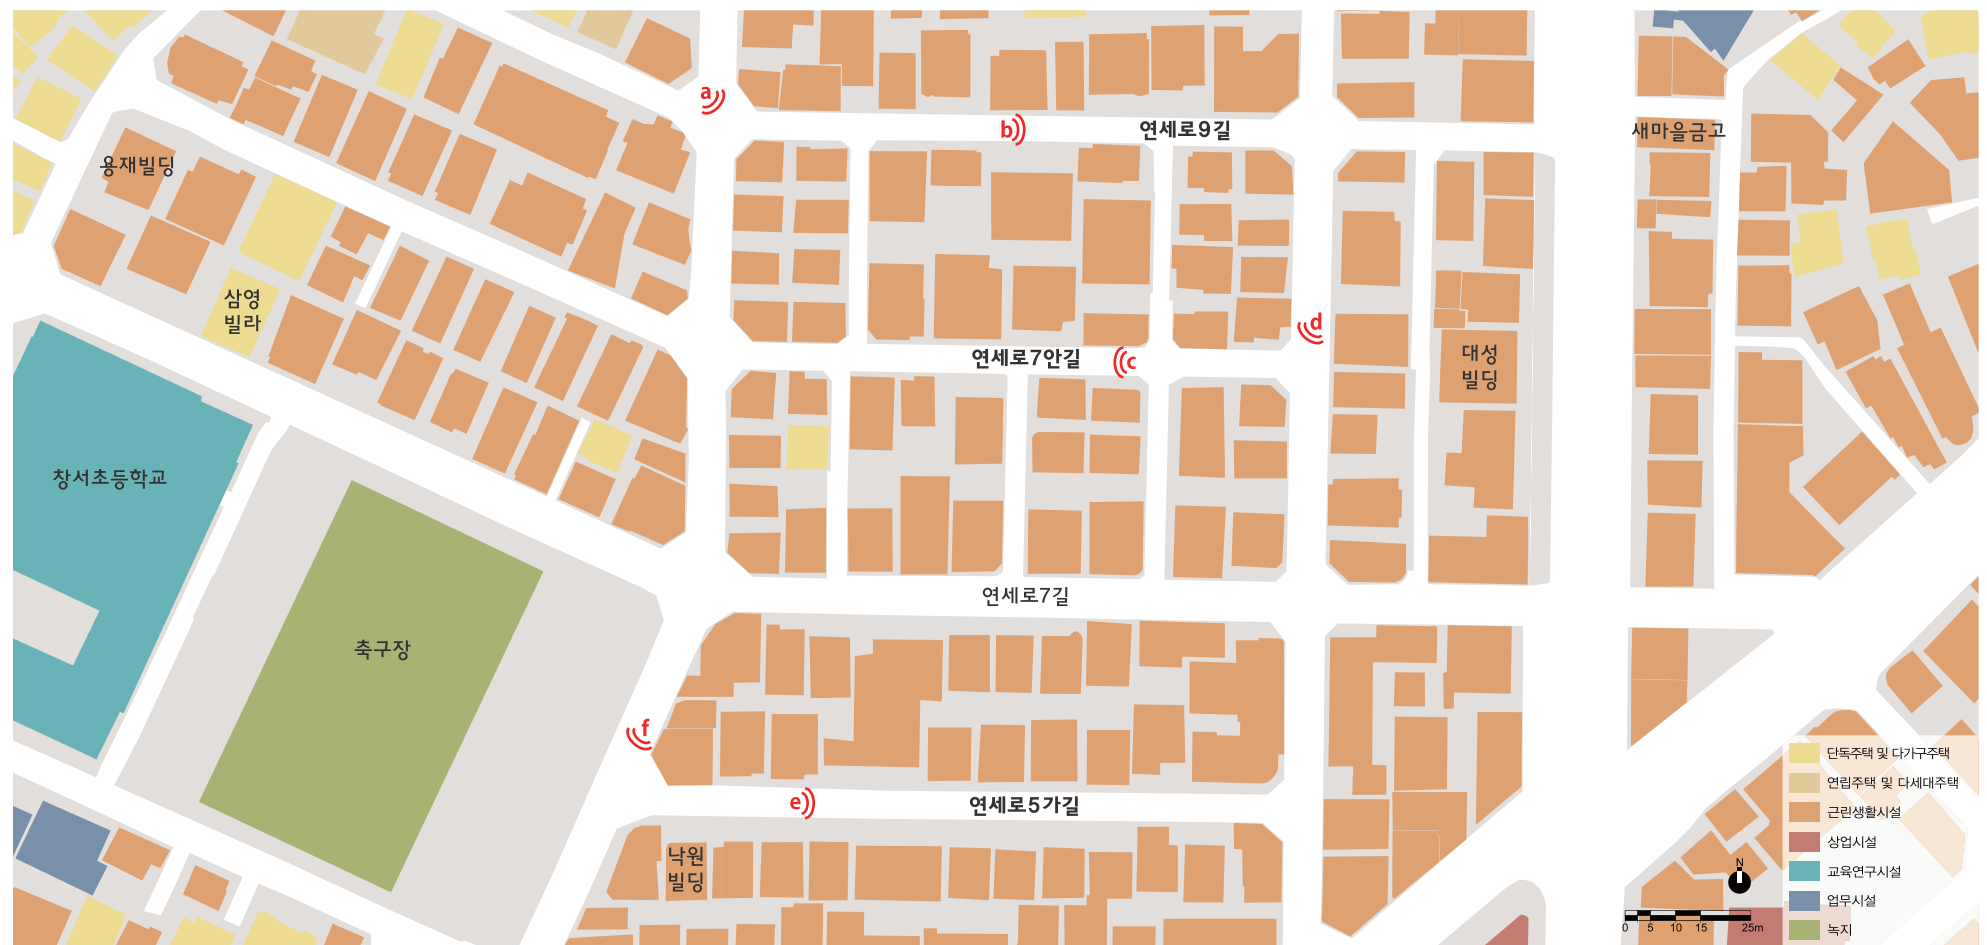 a
b
연세로9길
새마을금고
용재빌딩
삼영
빌라
d
연세로7안길
c
대성
빌딩
창서초등학교
연세로7길
축구장
f
e
연세로5가길
낙원
빌딩
단독주택 및 다가구주택
연립주택 및 다세대주택
근린생활시설
상업시설
교육연구시설
업무시설
녹지
N
0 5 10 15 25m